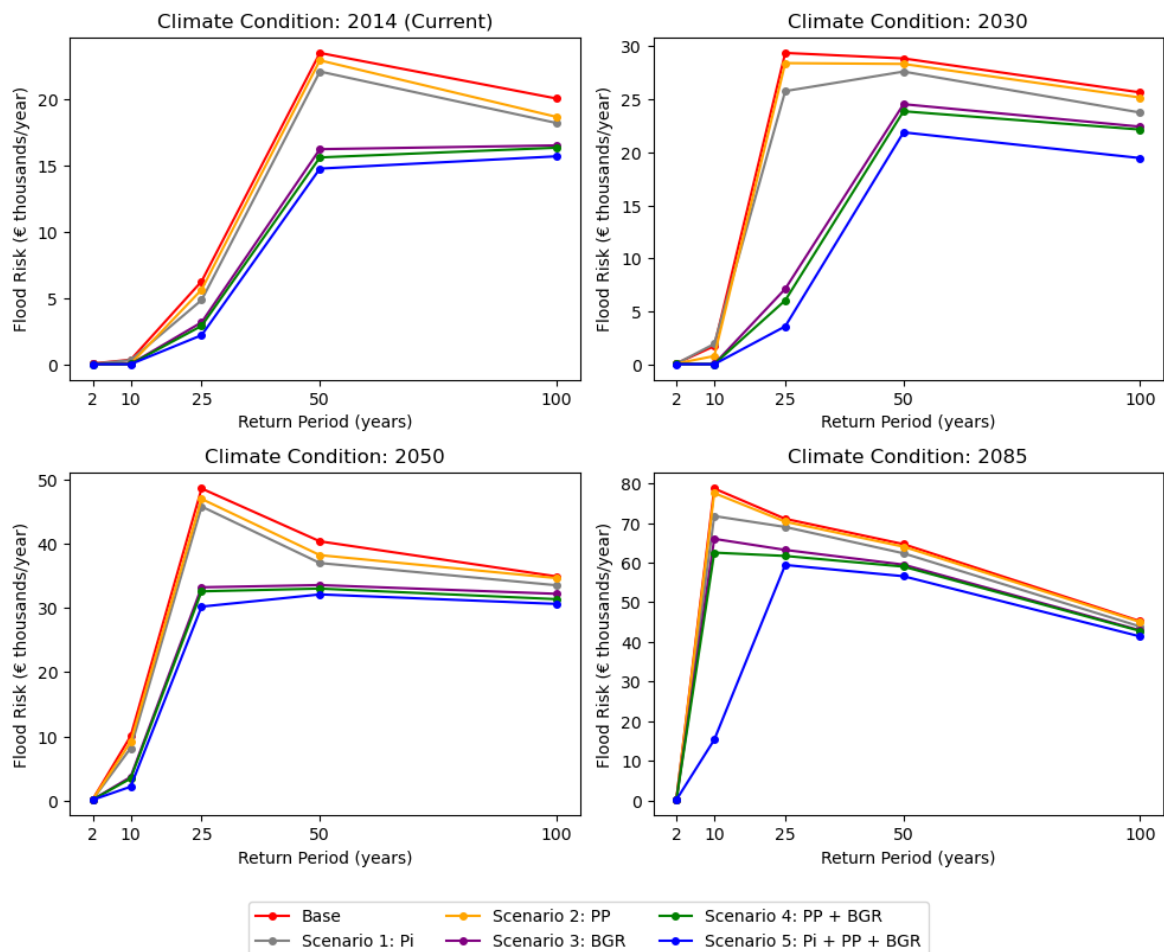 Climate Condition: 2014 (Current)
Flood Risk (€ thousands/year)
20
15
10
5
0
2 10 25 50 100
Return Period (years)
Climate Condition: 2030
Flood Risk (€ thousands/year)
30
25
20
15
10
5
0
2 10 25 50 100
Return Period (years)
Climate Condition: 2050
Flood Risk (€ thousands/year)
50
40
30
20
10
0
2 10 25 50 100
Return Period (years)
Climate Condition: 2085
Flood Risk (€ thousands/year)
80
70
60
50
40
30
20
10
0
2 10 25 50 100
Return Period (years)
Base
Scenario 1: Pi
Scenario 2: PP
Scenario 3: BGR
Scenario 4: PP + BGR
Scenario 5: Pi + PP + BGR